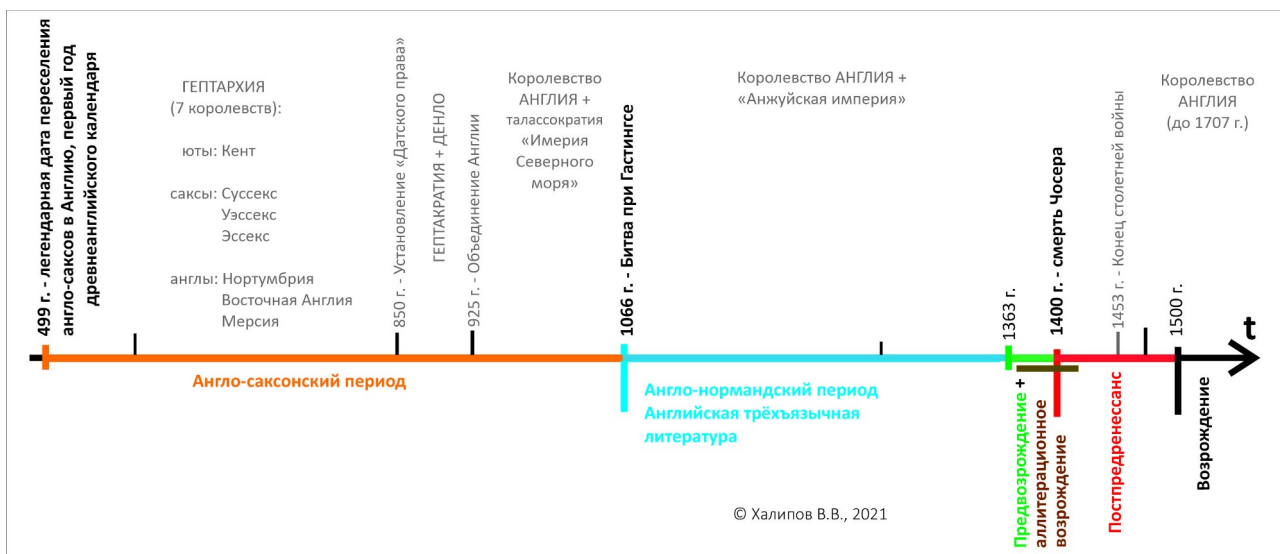 499 г. - легендарная дата переселения
англо-саксов в Англию, первый год
древнеанглийского календаря
ГЕПТАРХИЯ
(7 королевств):
юты: Кент
саксы: Суссекс
Уэссекс
Эссекс
англы: Нортумбрия
Восточная Англия
Мерсия
850 г. - Установление «Датского права»
ГЕПТАКРАТИЯ + ДЕНЛО
925 г. - Объединение Англии
Королевство
АНГЛИЯ +
талассократия
«Имерия
Северного
моря»
1066 г. - Битва при Гастингсе
Королевство АНГЛИЯ +
«Анжуйская империя»
1363 г.
1400 г. - смерть Чосера
1453 г. - Конец столетней войны
1500 г.
Королевство
АНГЛИЯ
(до 1707 г.)
t
Англо-саксонский период
Англо-нормандский период
Английская трёхъязычная
литература
Предвозрождение +
аллитерационное
возрождение
Постпредренессанс
Возрождение
© Халипов В.В., 2021